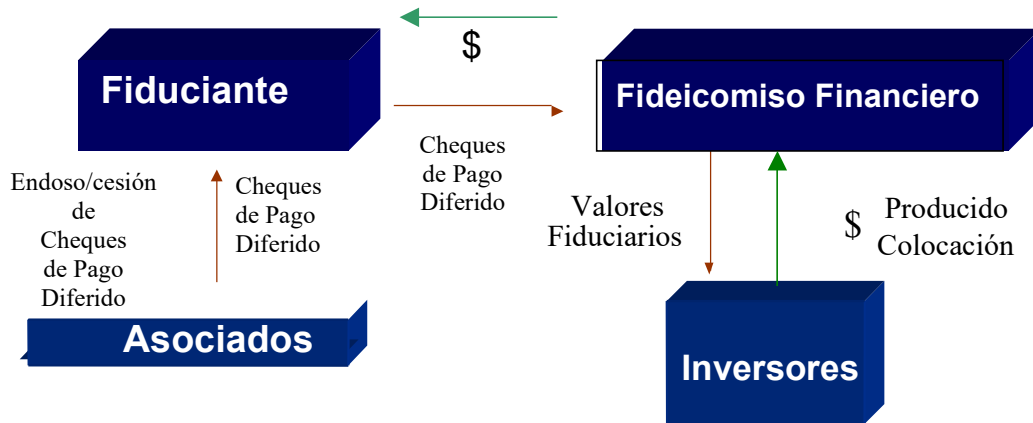 $
Fiduciante
Fideicomiso Financiero
Cheques
de Pago
Diferido
Endoso/cesión
de
Cheques
de Pago
Diferido
Cheques
de Pago
Diferido
Valores
Fiduciarios
$ Producido
Colocación
Asociados
Inversores